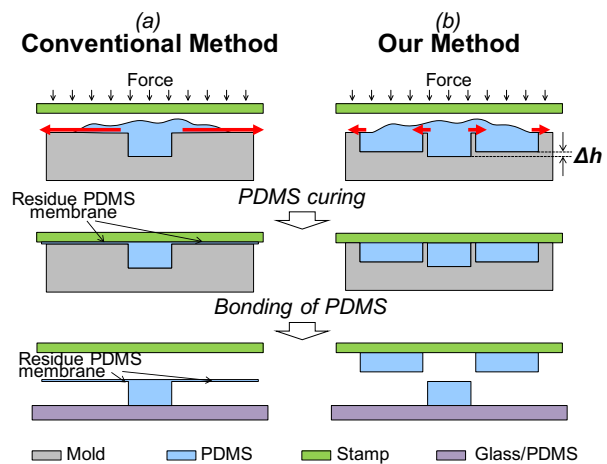 (a)
Conventional Method
(b)
Our Method
Force
Force
Δh
PDMS curing
Residue PDMS
membrane
Bonding of PDMS
Residue PDMS
membrane
Mold
PDMS
Stamp
Glass/PDMS